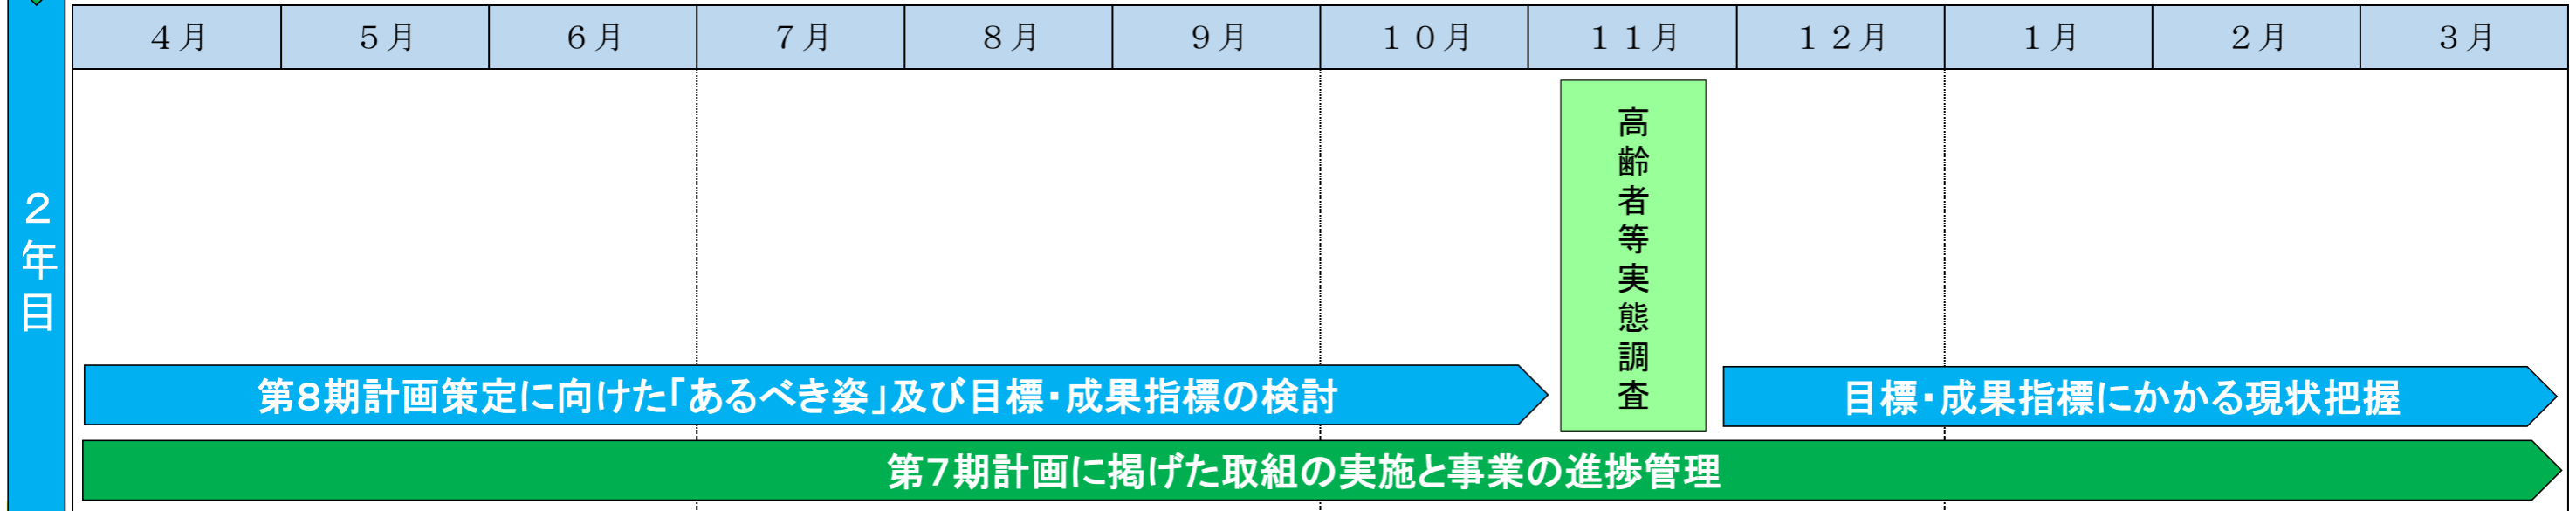 ４月 ５月 ６月 ７月 ８月 ９月 １０月 １１月 １２月 １月 ２月 ３月
２年目
高齢者等実態調査
第８期計画策定に向けた「あるべき姿」及び目標・成果指標の検討
目標・成果指標にかかる現状把握
第７期計画に掲げた取組の実施と事業の進捗管理